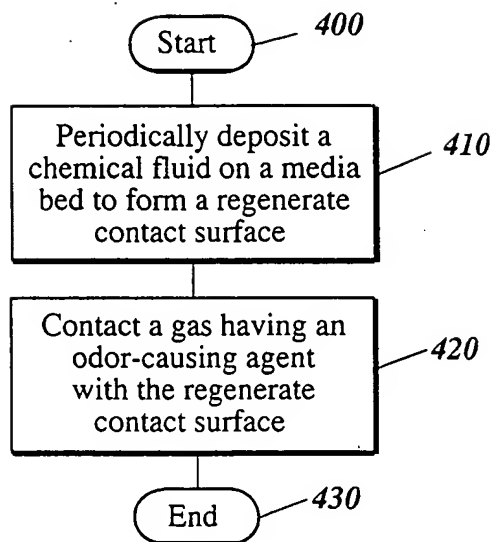 Start
400
Periodically deposit a
chemical fluid on a media
bed to form a regenerate
contact surface
410
Contact a gas having an
odor-causing agent
with the regenerate
contact surface
420
End
430